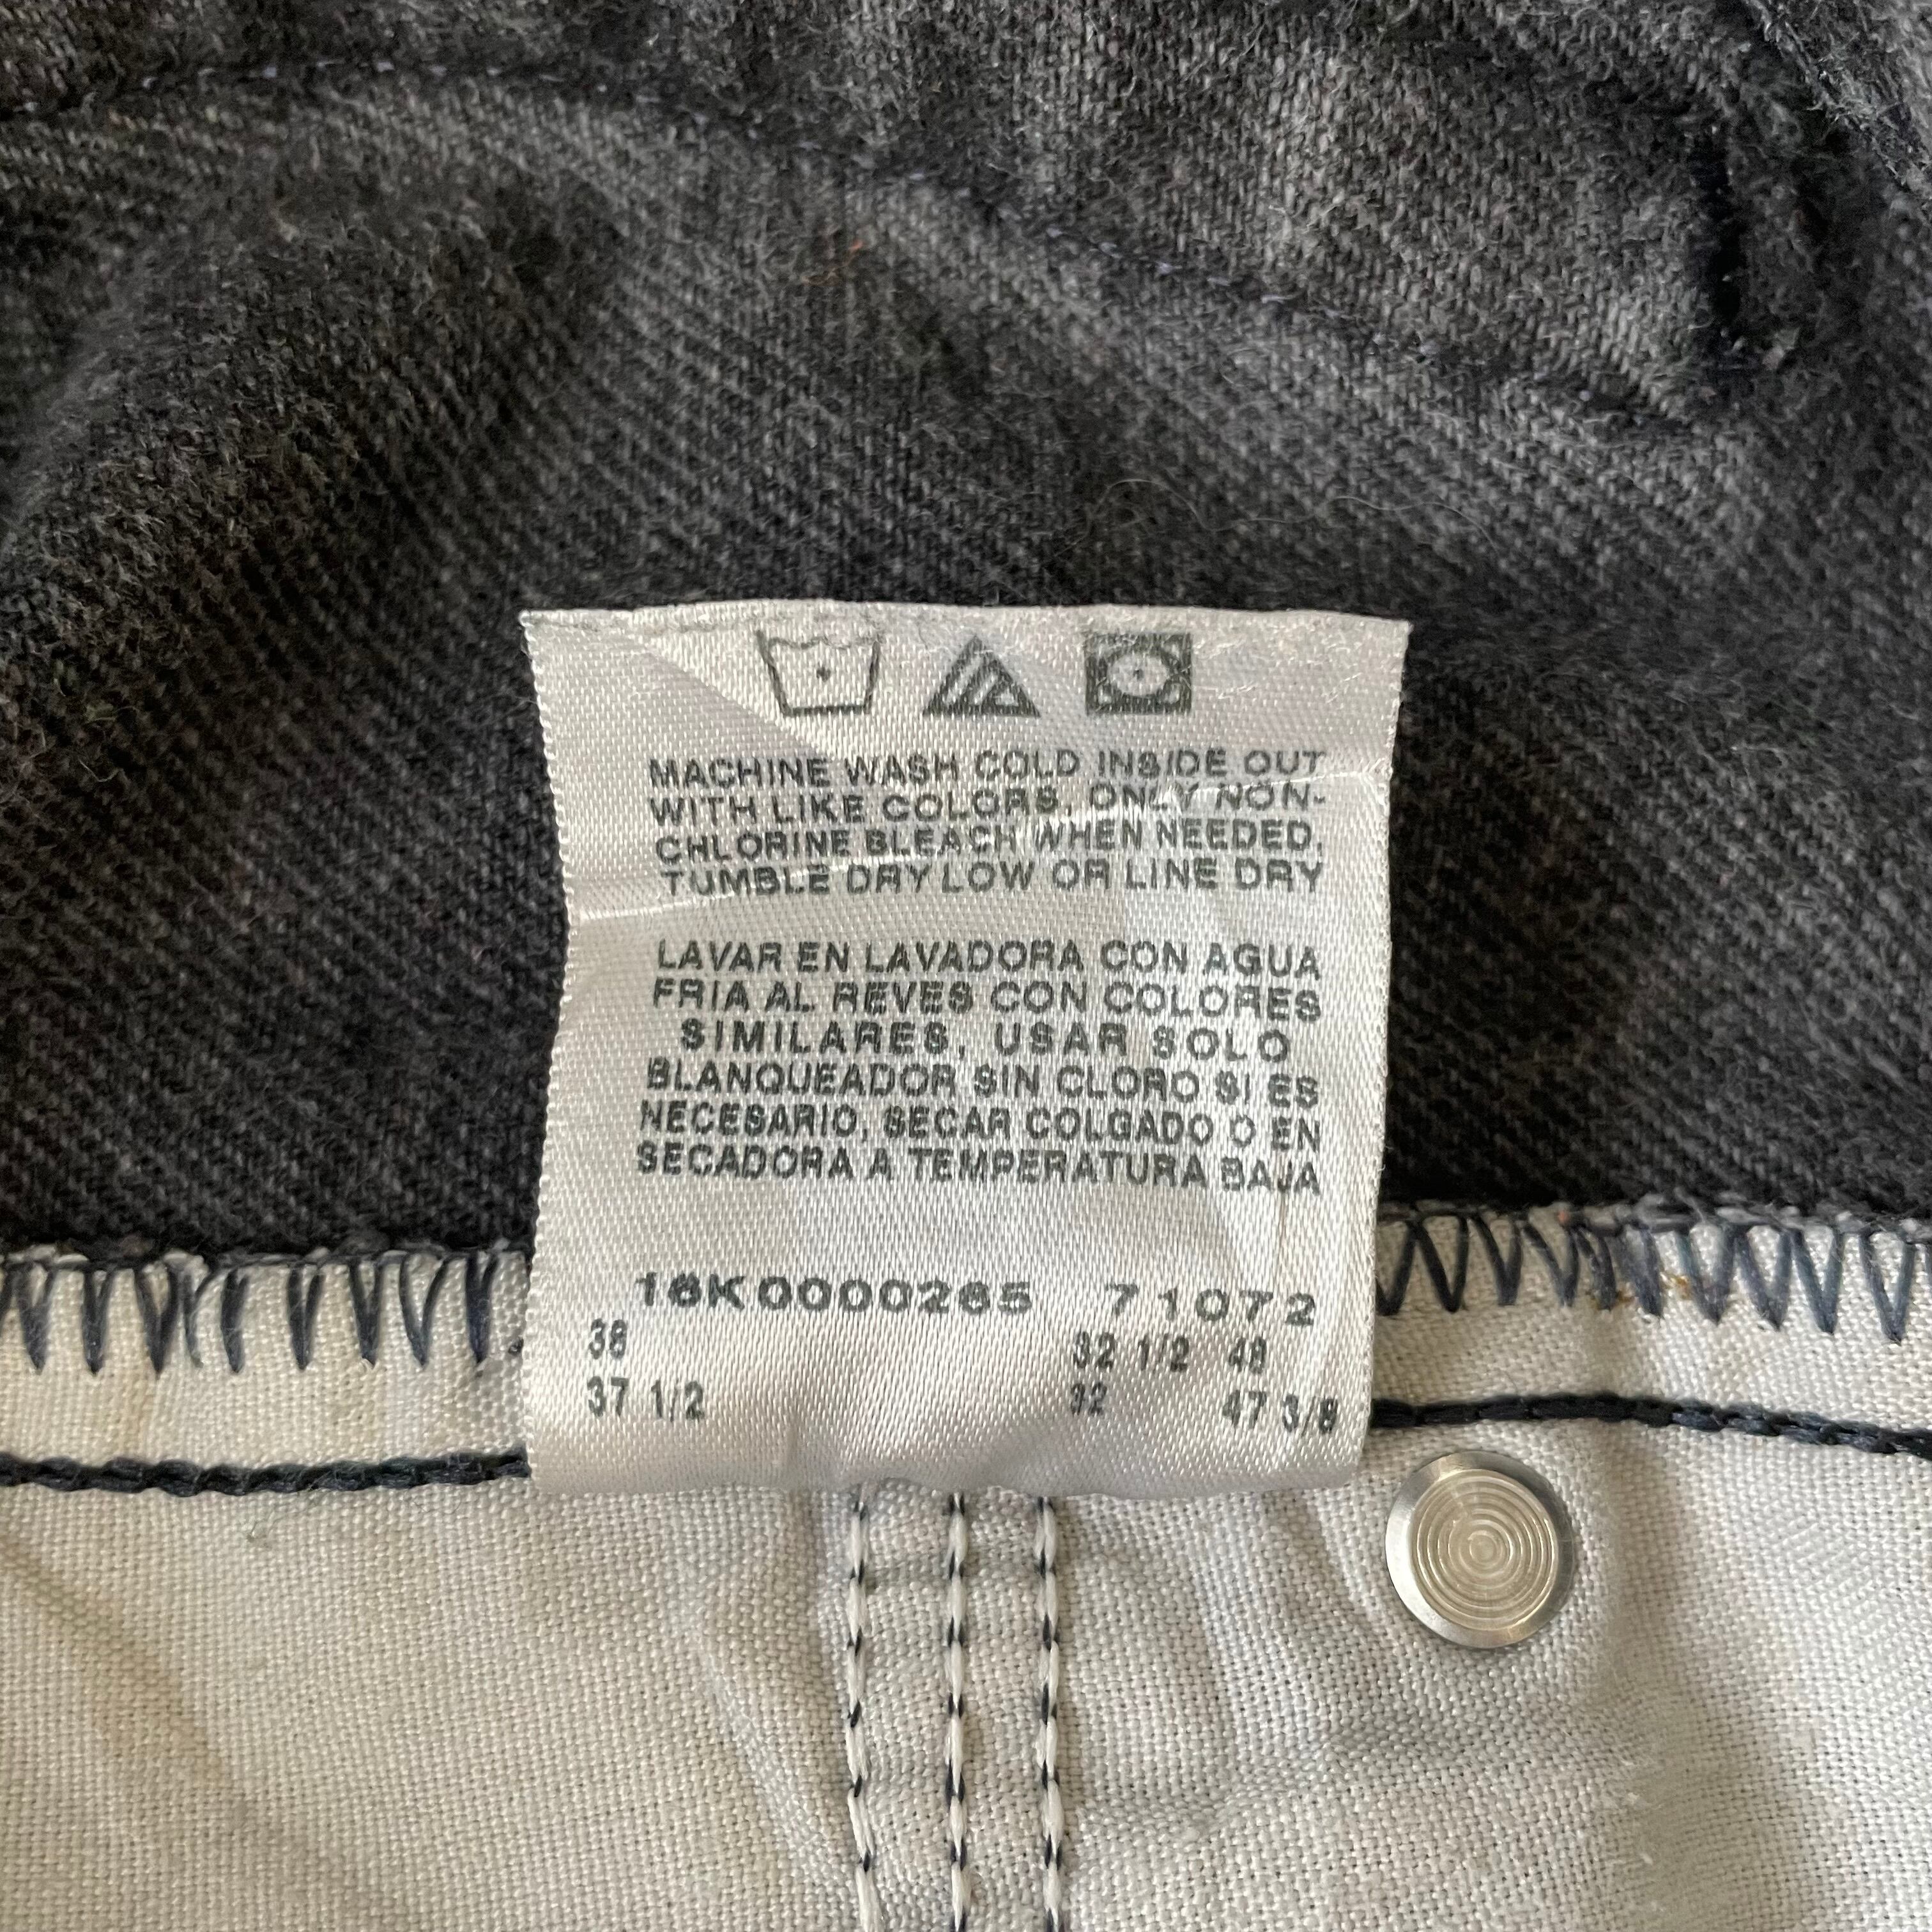 MACHINE WASH COLD INSIDE OUT
WITH LIKE COLORS, ONLY NON-
CHLORINE BLEACH WHEN NEEDED,
TUMBLE DRY LOW OR LINE DRY
LAVAR EN LAVADORA CON AGUA
FRIA AL REVES CON COLORES
SIMILARES, USAR SOLO
BLANQUEADOR SIN CLORO SI ES
NECESARIO, SECAR COLGADO O EN
SECADORA A TEMPERATURA BAJA
16K0000265 71072
38 32 1/2 48
37 1/2 32 47 3/8